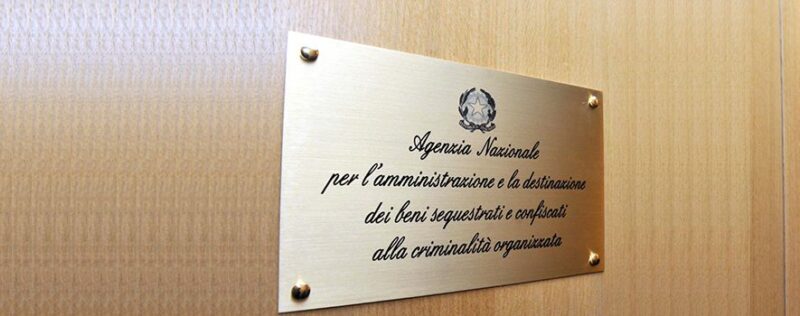 Agenzia Nazionale
per l'amministrazione e la destinazione
dei beni sequestrati e confiscati
alla criminalità organizzata